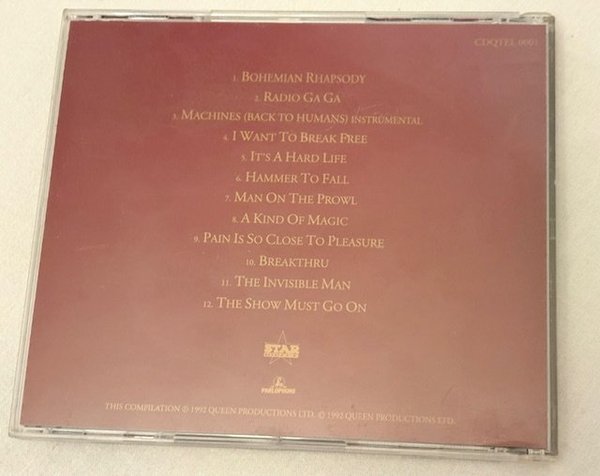 CDQTEL 0001
1. BOHEMIAN RHAPSODY
2. RADIO GA GA
3. MACHINES (BACK TO HUMANS) INSTRUMENTAL
4. I WANT TO BREAK FREE
5. IT'S A HARD LIFE
6. HAMMER TO FALL
7. MAN ON THE PROWL
8. A KIND OF MAGIC
9. PAIN IS SO CLOSE TO PLEASURE
10. BREAKTHRU
11. THE INVISIBLE MAN
12. THE SHOW MUST GO ON
STAR
PARLOPHONE
THIS COMPILATION ℗ 1992 QUEEN PRODUCTIONS LTD. © 1992 QUEEN PRODUCTIONS LTD.